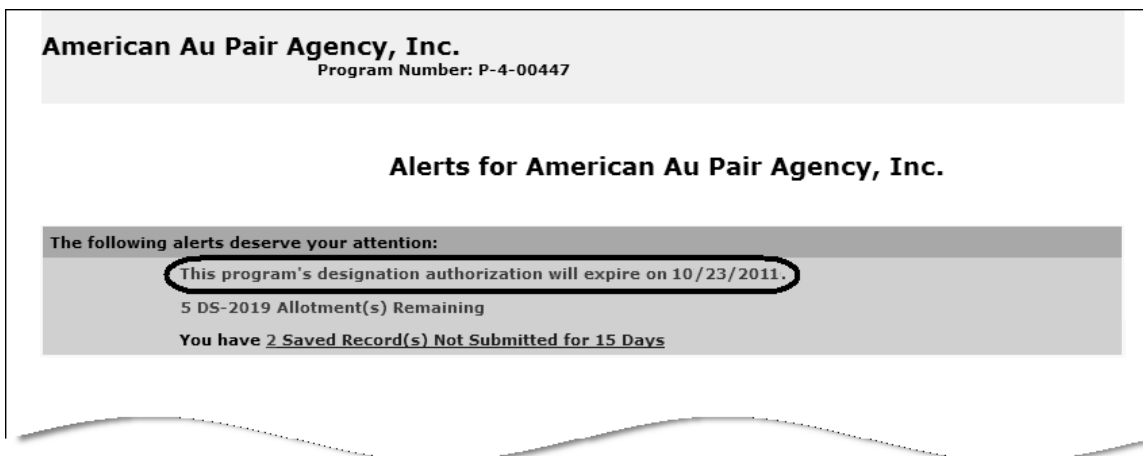 American Au Pair Agency, Inc.
Program Number: P-4-00447
Alerts for American Au Pair Agency, Inc.
The following alerts deserve your attention:
This program's designation authorization will expire on 10/23/2011.
5 DS-2019 Allotment(s) Remaining
You have 2 Saved Record(s) Not Submitted for 15 Days